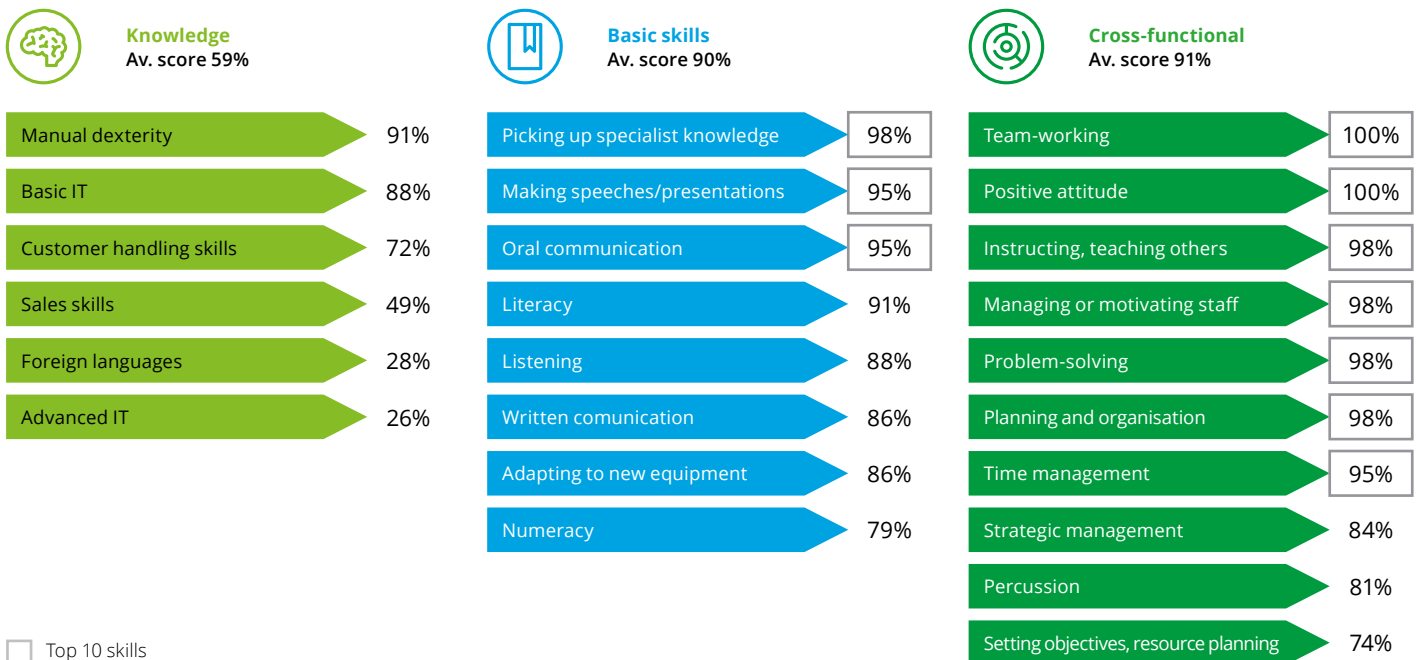 Knowledge
Av. score 59%
Manual dexterity 91%
Basic IT 88%
Customer handling skills 72%
Sales skills 49%
Foreign languages 28%
Advanced IT 26%
Basic skills
Av. score 90%
Picking up specialist knowledge 98%
Making speeches/presentations 95%
Oral communication 95%
Literacy 91%
Listening 88%
Written comunication 86%
Adapting to new equipment 86%
Numeracy 79%
Cross-functional
Av. score 91%
Team-working 100%
Positive attitude 100%
Instructing, teaching others 98%
Managing or motivating staff 98%
Problem-solving 98%
Planning and organisation 98%
Time management 95%
Strategic management 84%
Percussion 81%
Setting objectives, resource planning 74%
Top 10 skills